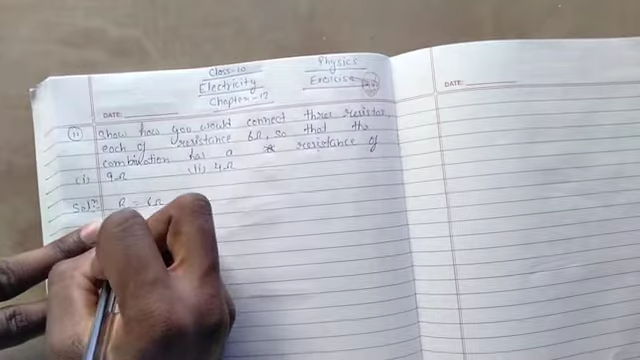 Class-10
Physics
Electricity
Exercise
Chapter-12
DATE:
DATE:
(11) Show how you would connect three resistor,
each of resistance 6Ω, so that the
combination has a resistance of
(i) 9Ω (ii) 4Ω
Sol:- R = 6Ω